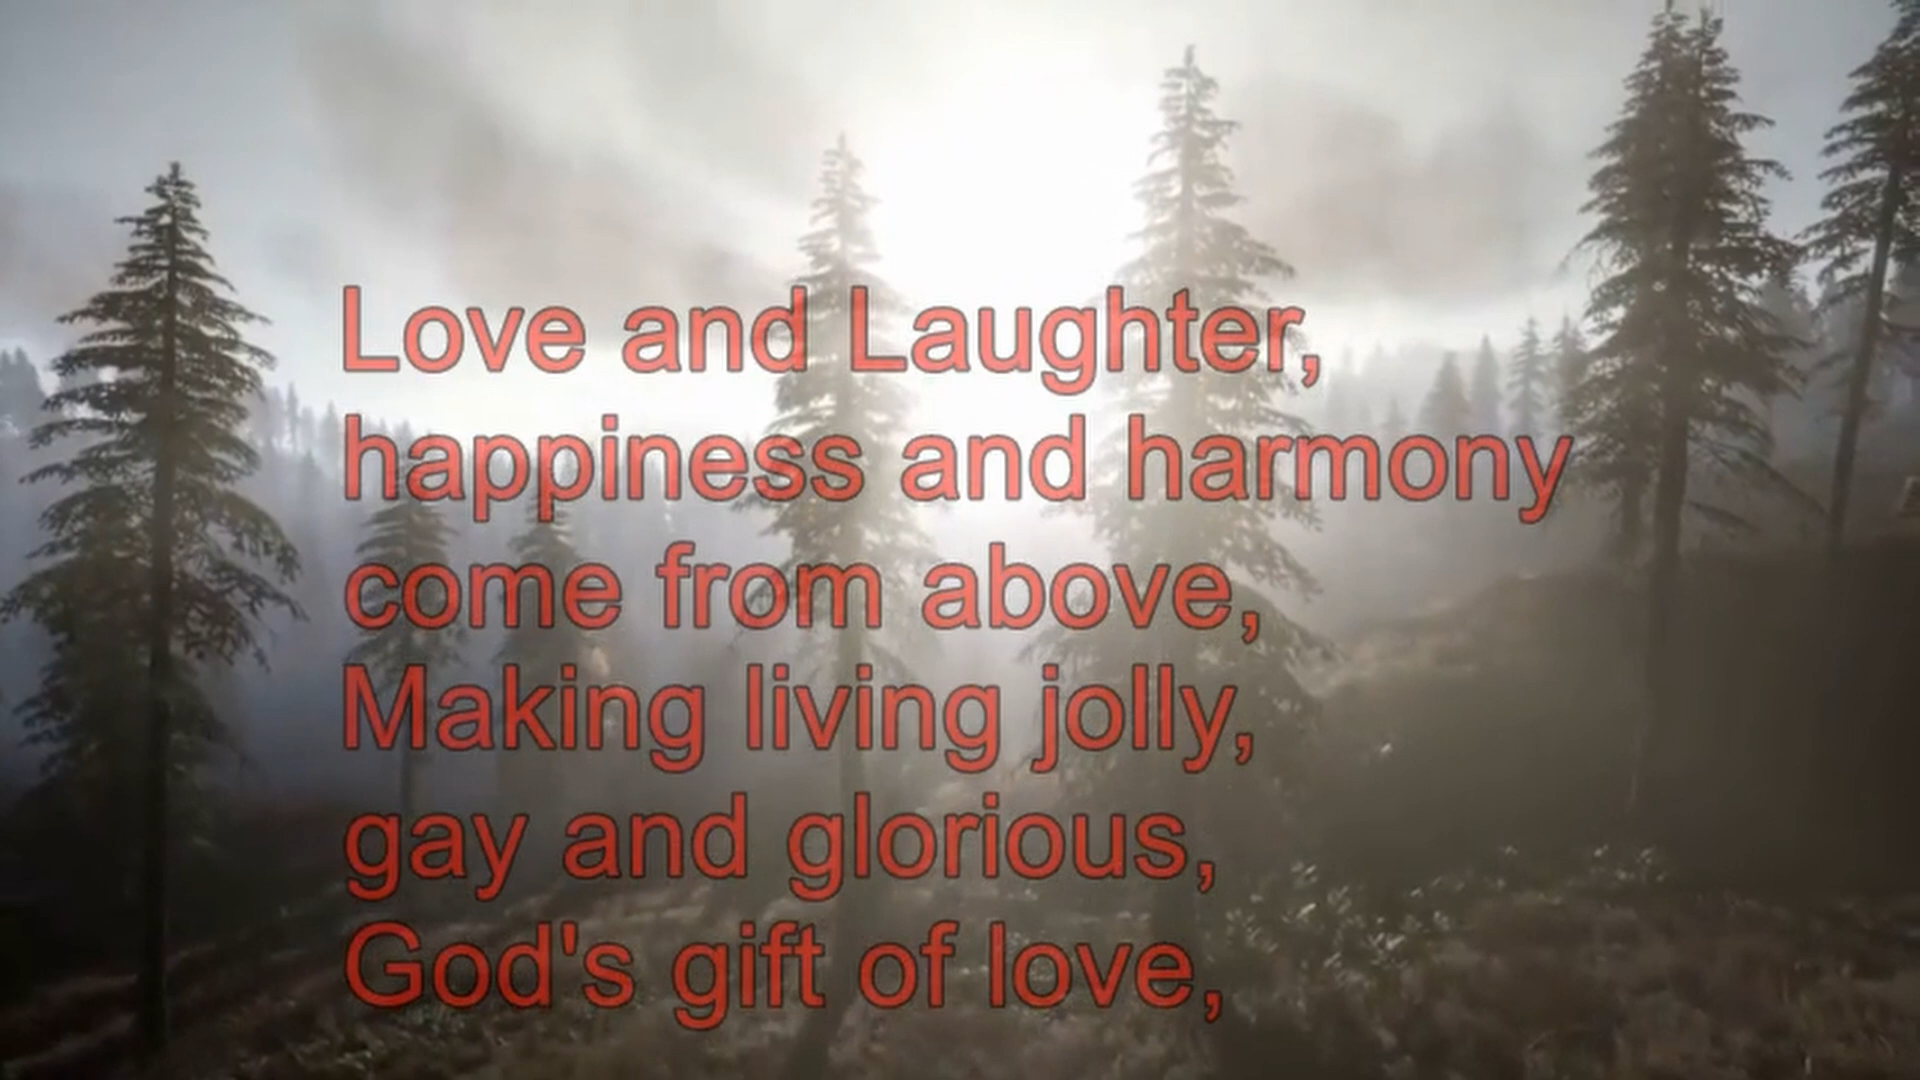 Love and Laughter,
happiness and harmony
come from above,
Making living jolly,
gay and glorious,
God's gift of love,